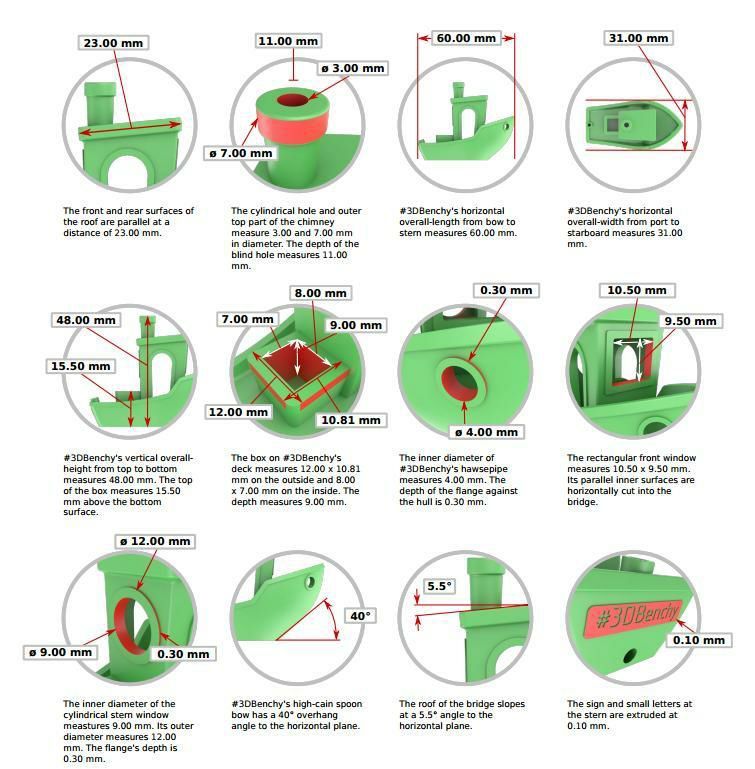 23.00 mm
11.00 mm
ø 3.00 mm
ø 7.00 mm
60.00 mm
31.00 mm
The front and rear surfaces of
the roof are parallel at a
distance of 23.00 mm.
The cylindrical hole and outer
top part of the chimney
measure 3.00 and 7.00 mm
in diameter. The depth of the
blind hole measures 11.00
mm.
#3DBenchy's horizontal
overall-length from bow to
stern measures 60.00 mm.
#3DBenchy's horizontal
overall-width from port to
starboard measures 31.00
mm.
48.00 mm
15.50 mm
8.00 mm
7.00 mm
9.00 mm
12.00 mm
10.81 mm
0.30 mm
ø 4.00 mm
10.50 mm
9.50 mm
#3DBenchy's vertical overall-
height from top to bottom
measures 48.00 mm. The top
of the box measures 15.50
mm above the bottom
surface.
The box on #3DBenchy's
deck measures 12.00 x 10.81
mm on the outside and 8.00
x 7.00 mm on the inside. The
depth measures 9.00 mm.
The inner diameter of
#3DBenchy's hawsepipe
measures 4.00 mm. The
depth of the flange against
the hull is 0.30 mm.
The rectangular front window
measures 10.50 x 9.50 mm.
Its parallel inner surfaces are
horizontally cut into the
bridge.
ø 12.00 mm
ø 9.00 mm
0.30 mm
40°
5.5°
#3DBenchy
0.10 mm
The inner diameter of the
cylindrical stern window
meastures 9.00 mm. Its outer
diameter measures 12.00
mm. The flange's depth is
0.30 mm.
#3DBenchy's high-cain spoon
bow has a 40° overhang
angle to the horizontal plane.
The roof of the bridge slopes
at a 5.5° angle to the
horizontal plane.
The sign and small letters at
the stern are extruded at
0.10 mm.